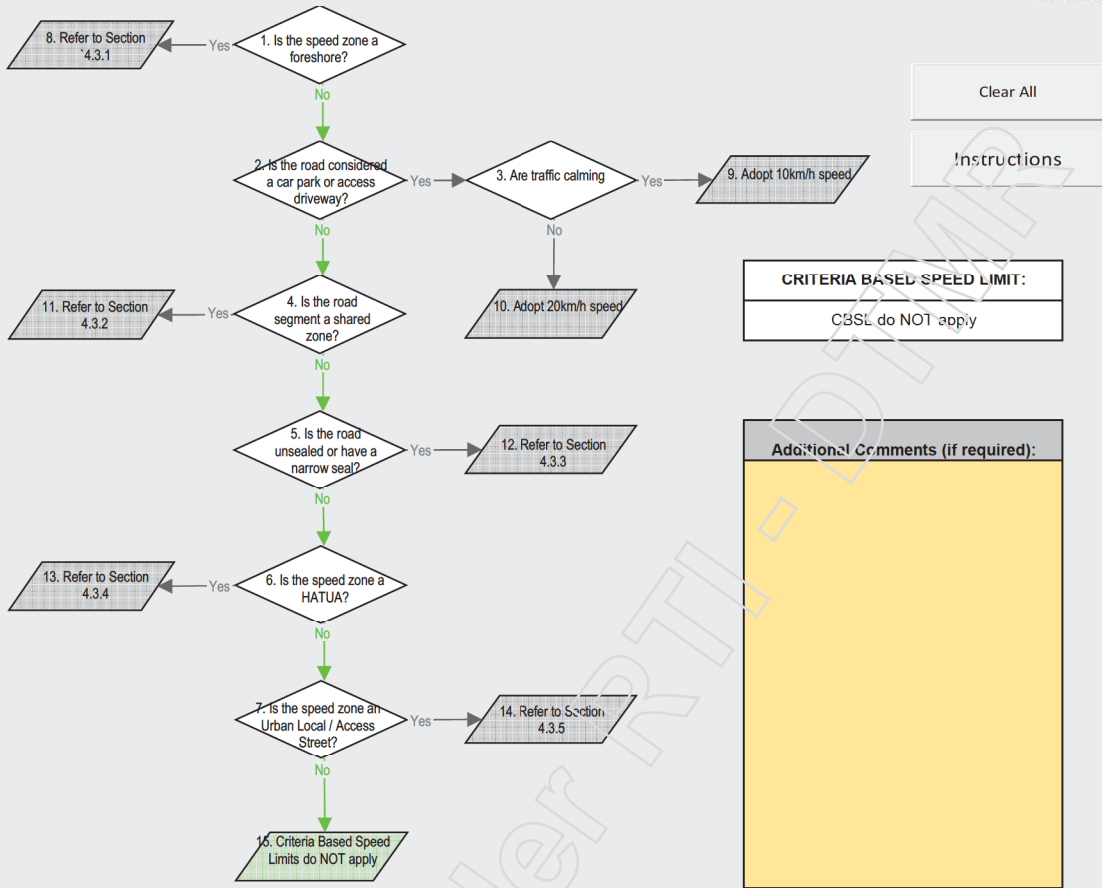 8. Refer to Section
`4.3.1
Yes
1. Is the speed zone a
foreshore?
No
Clear All
Instructions
2. Is the road considered
a car park or access
driveway?
Yes
3. Are traffic calming
Yes
9. Adopt 10km/h speed
No
No
10. Adopt 20km/h speed
CRITERIA BASED SPEED LIMIT:
CBSL do NOT apply
11. Refer to Section
4.3.2
Yes
4. Is the road
segment a shared
zone?
No
5. Is the road
unsealed or have a
narrow seal?
Yes
12. Refer to Section
4.3.3
Additional Comments (if required):
No
13. Refer to Section
4.3.4
Yes
6. Is the speed zone a
HATUA?
No
7. Is the speed zone an
Urban Local / Access
Street?
Yes
14. Refer to Section
4.3.5
No
15. Criteria Based Speed
Limits do NOT apply
RTI - DTMR